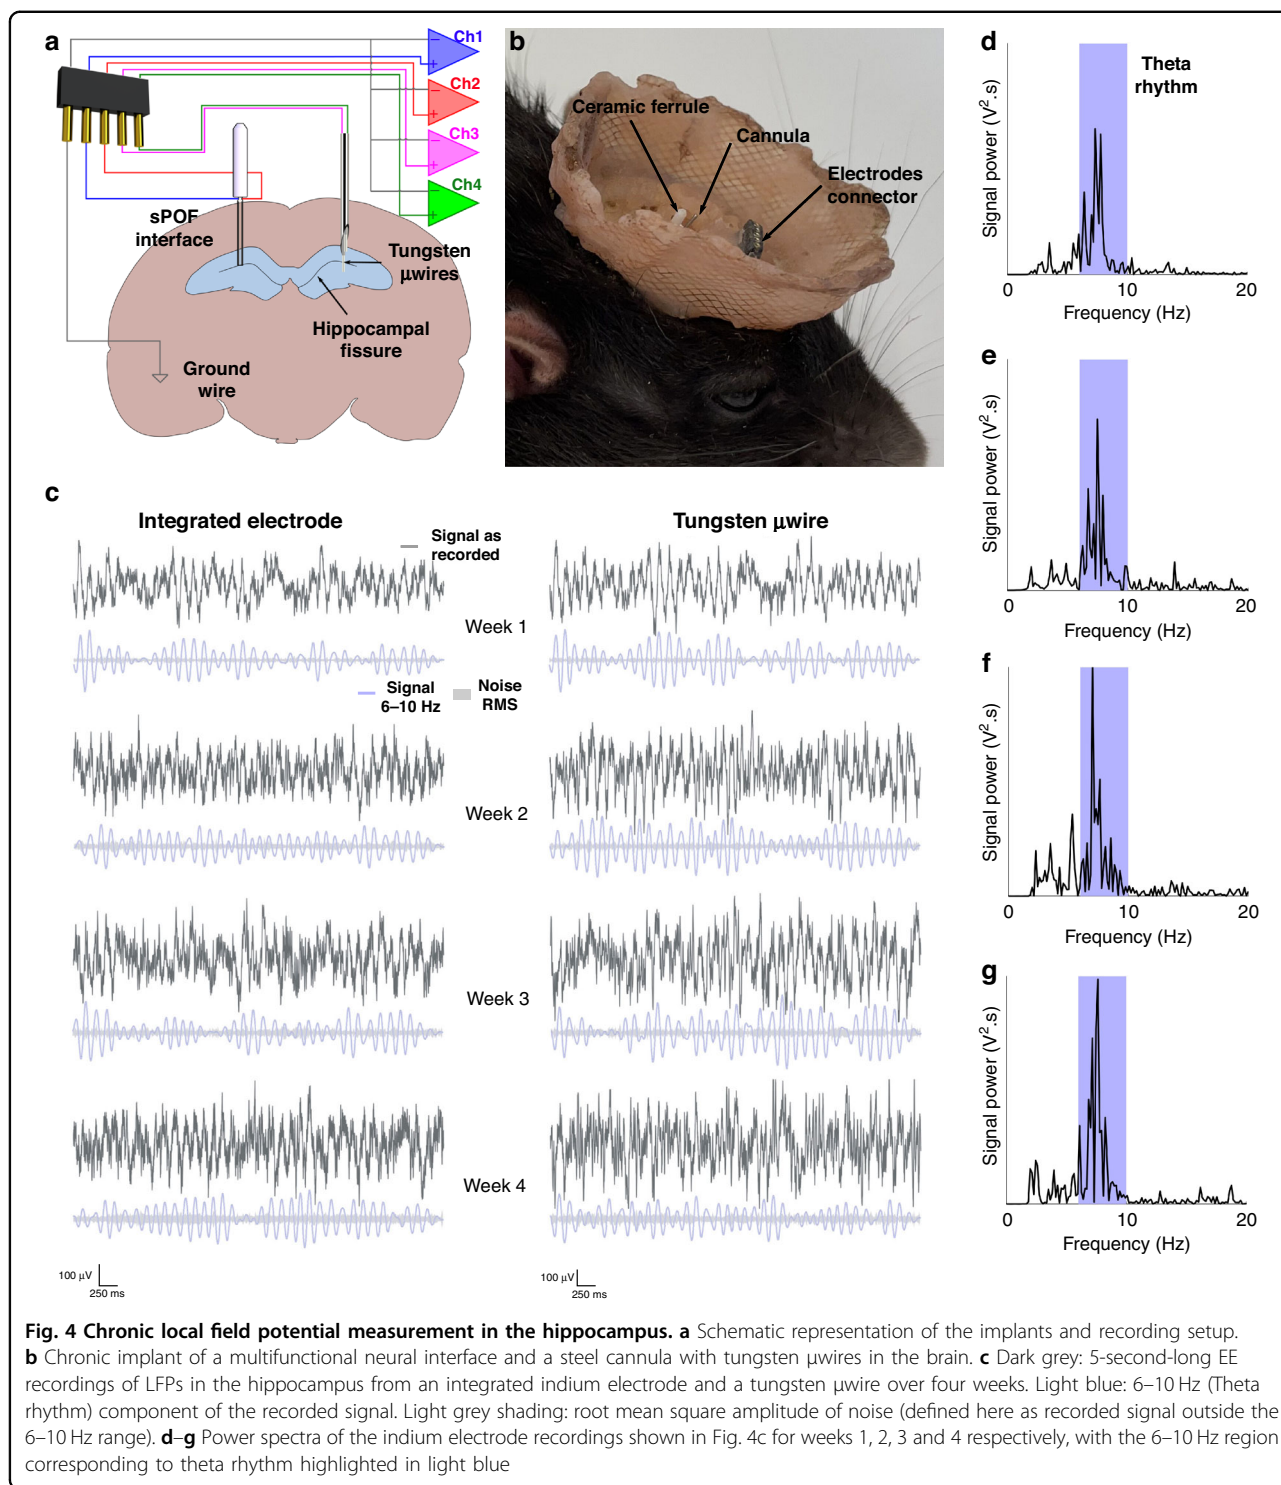 a
Ch1
Ch2
Ch3
Ch4
sPOF
interface
Tungsten
µwires
Hippocampal
fissure
Ground
wire
b
Ceramic ferrule
Cannula
Electrodes
connector
c
Integrated electrode
Tungsten µwire
Signal as
recorded
Week 1
Signal
6–10 Hz
Noise
RMS
Week 2
Week 3
Week 4
100 µV
250 ms
100 µV
250 ms
d
Theta
rhythm
Signal power (V².s)
0 10 20
Frequency (Hz)
e
Signal power (V².s)
0 10 20
Frequency (Hz)
f
Signal power (V².s)
0 10 20
Frequency (Hz)
g
Signal power (V².s)
0 10 20
Frequency (Hz)
Fig. 4 Chronic local field potential measurement in the hippocampus. a Schematic representation of the implants and recording setup.
b Chronic implant of a multifunctional neural interface and a steel cannula with tungsten µwires in the brain. c Dark grey: 5-second-long EE
recordings of LFPs in the hippocampus from an integrated indium electrode and a tungsten µwire over four weeks. Light blue: 6–10 Hz (Theta
rhythm) component of the recorded signal. Light grey shading: root mean square amplitude of noise (defined here as recorded signal outside the
6–10 Hz range). d–g Power spectra of the indium electrode recordings shown in Fig. 4c for weeks 1, 2, 3 and 4 respectively, with the 6–10 Hz region
corresponding to theta rhythm highlighted in light blue